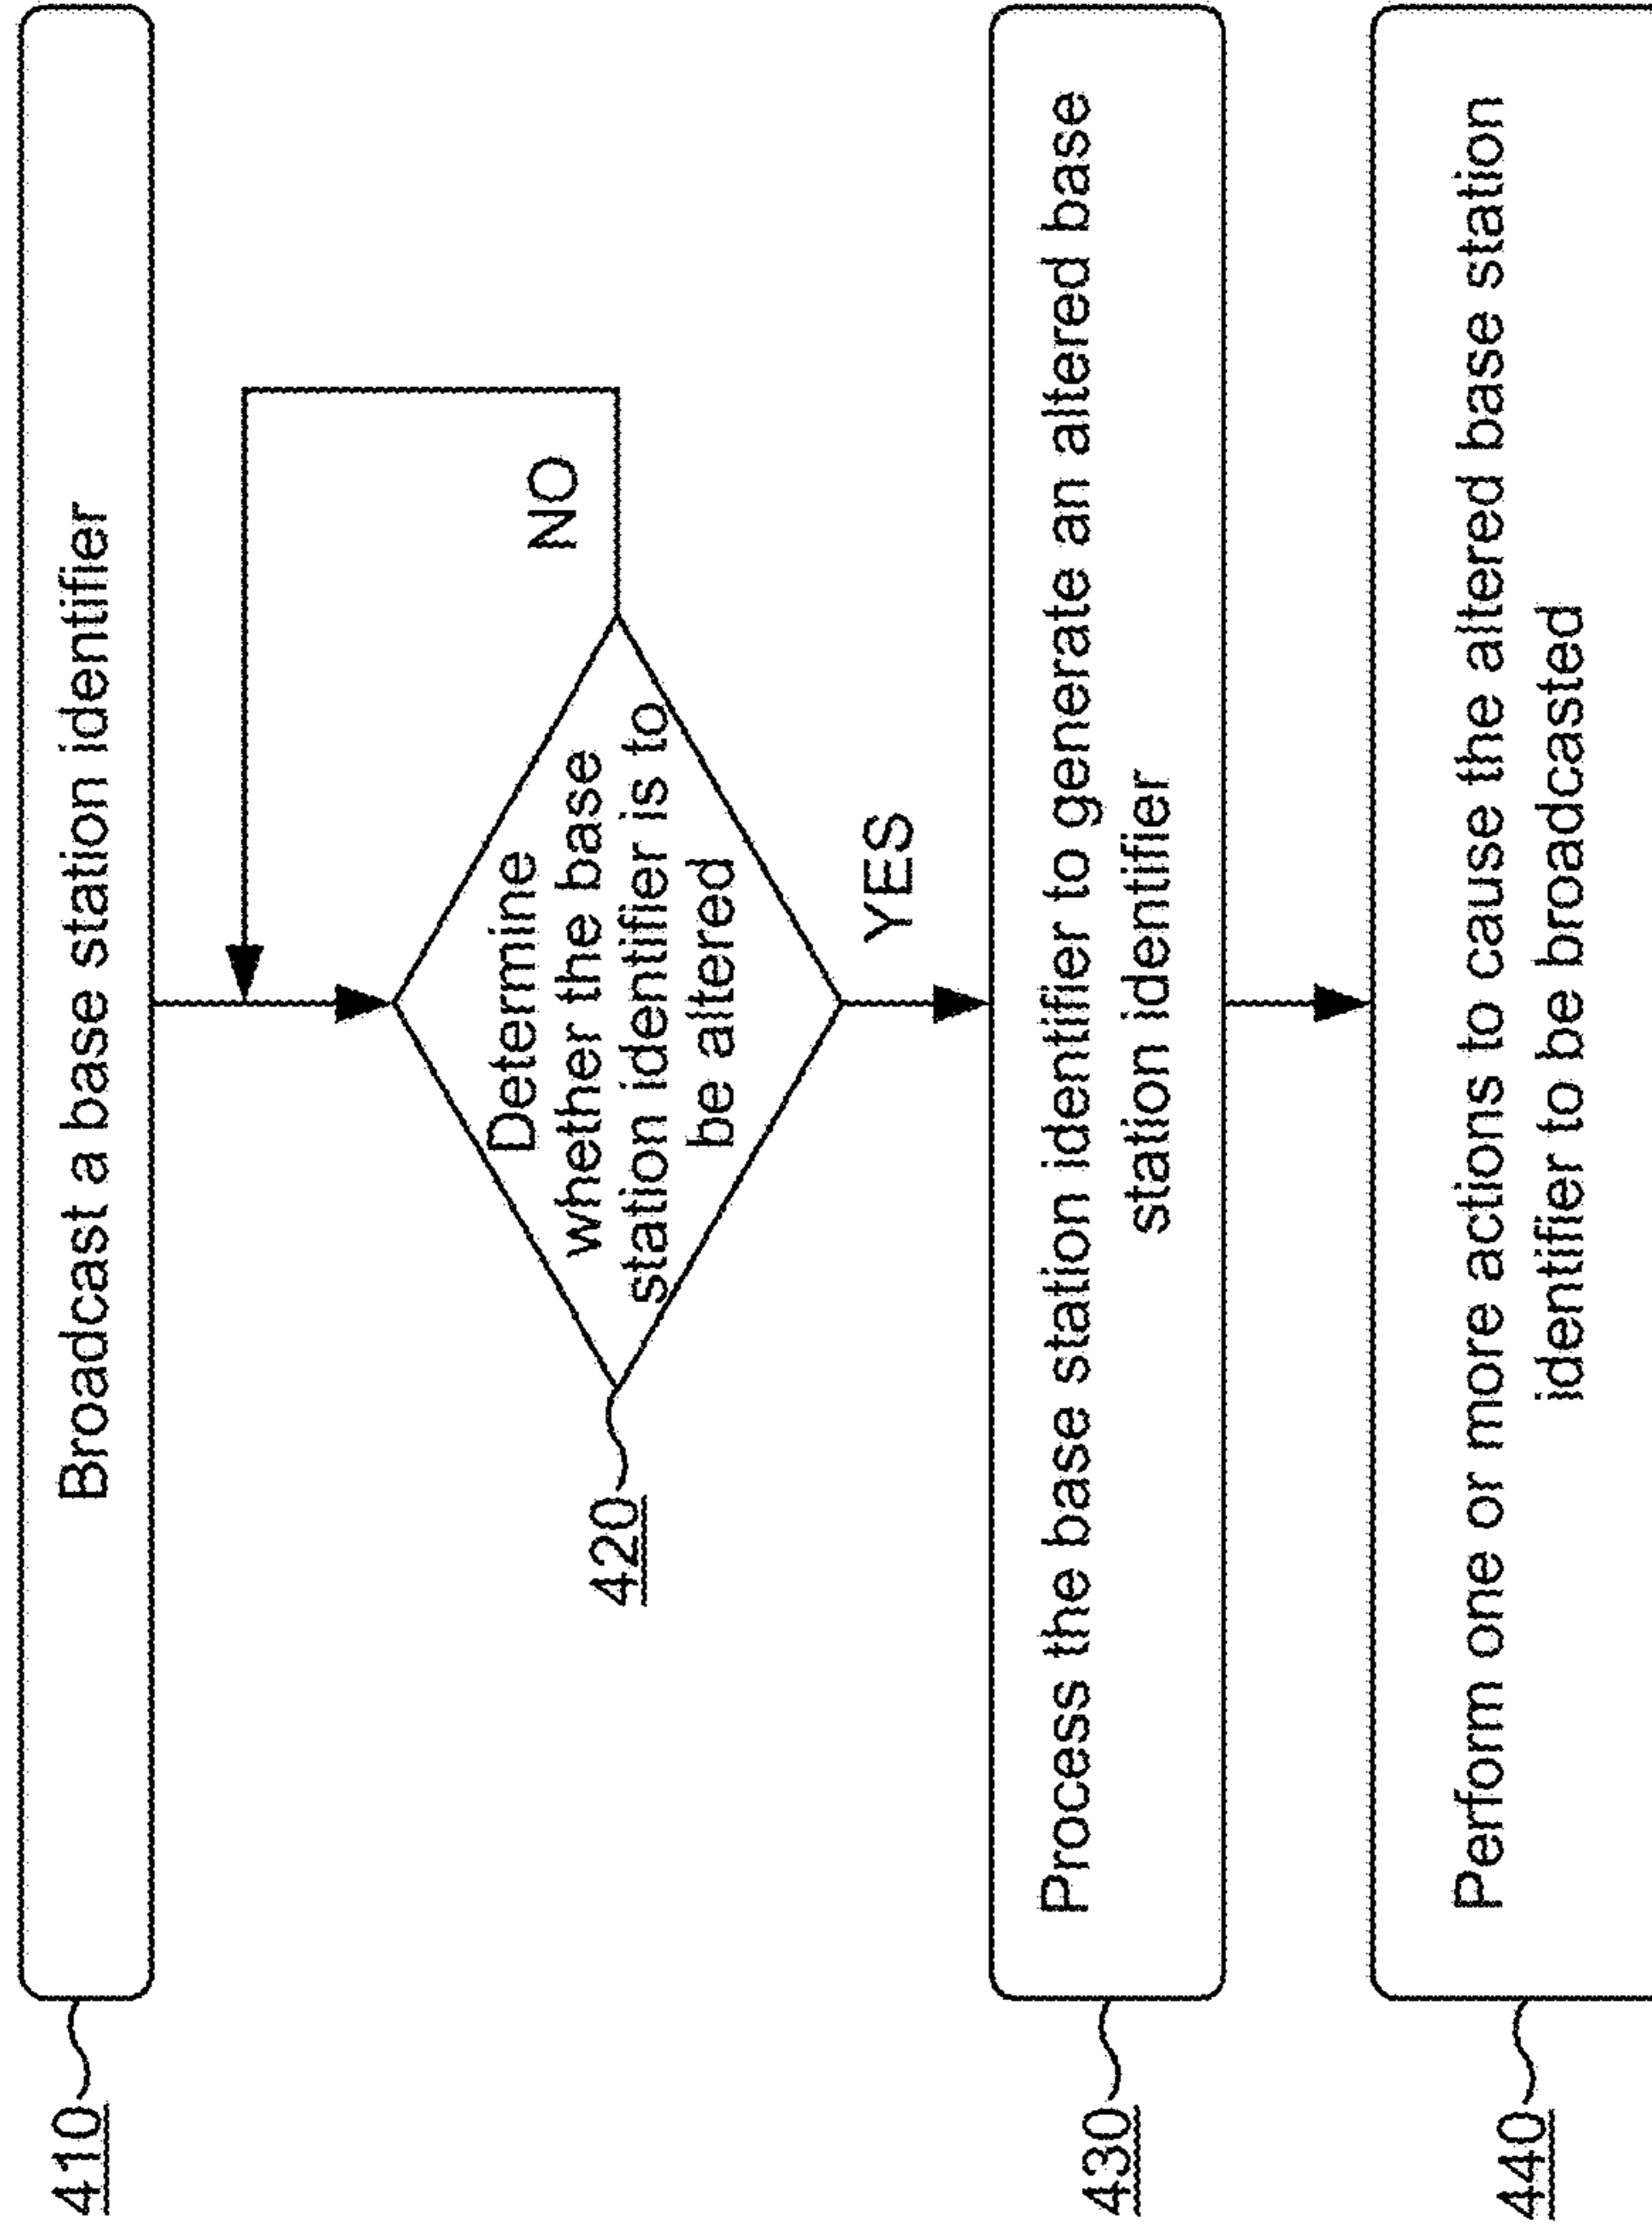 410
Broadcast a base station identifier
420
Determine
whether the base
station identifier is to
be altered
NO
YES
430
Process the base station identifier to generate an altered base
station identifier
440
Perform one or more actions to cause the altered base station
identifier to be broadcasted